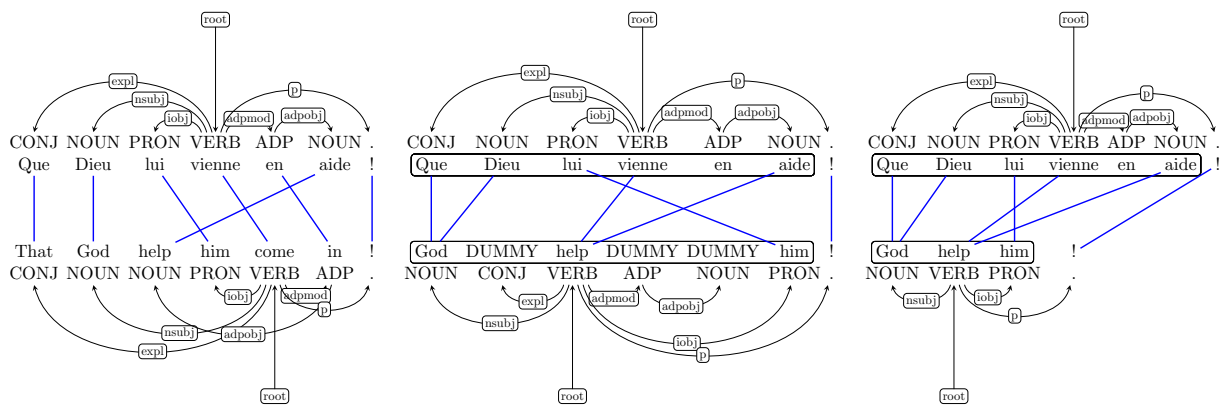 root
expl
nsubj
iobj
adpmod
adpobj
p
CONJ NOUN PRON VERB ADP NOUN .
Que Dieu lui vienne en aide !
That God help him come in !
CONJ NOUN NOUN PRON VERB ADP .
iobj
adpmod
p
nsubj
adpobj
expl
root
root
expl
p
nsubj
adpmod
adpobj
iobj
CONJ NOUN PRON VERB ADP NOUN .
Que Dieu lui vienne en aide !
God DUMMY help DUMMY DUMMY him !
NOUN CONJ VERB ADP NOUN PRON .
expl
adpmod
adpobj
nsubj
iobj
p
root
root
p
expl
nsubj
iobj
adpmod
adpobj
CONJ NOUN PRON VERB ADP NOUN .
Que Dieu lui vienne en aide !
God help him !
NOUN VERB PRON .
nsubj
iobj
p
root